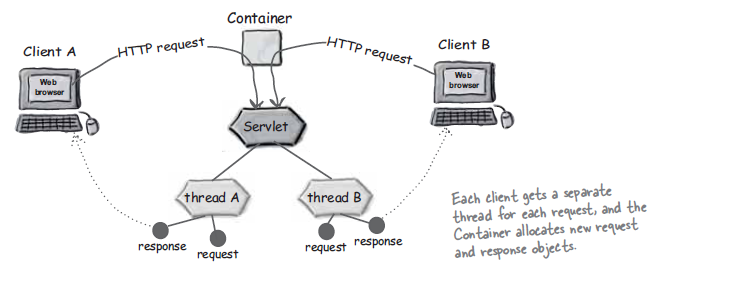 Container
Client A
HTTP request
HTTP request
Client B
Web
browser
Web
browser
Servlet
thread A
thread B
response
request
request
response
Each client gets a separate
thread for each request, and the
Container allocates new request
and response objects.